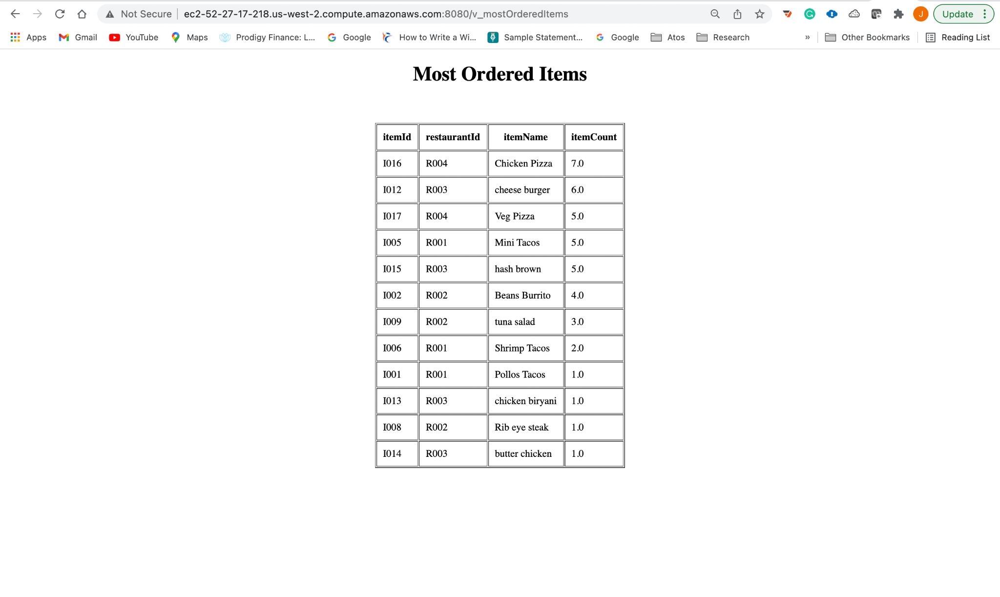 Not Secure ec2-52-27-17-218.us-west-2.compute.amazonaws.com:8080/v_mostOrderedItems J Update
Apps Gmail YouTube Maps Prodigy Finance: L... Google How to Write a Wi... Sample Statement... Google Atos Research » Other Bookmarks Reading List
Most Ordered Items
itemId restaurantId itemName itemCount
I016 R004 Chicken Pizza 7.0
I012 R003 cheese burger 6.0
I017 R004 Veg Pizza 5.0
I005 R001 Mini Tacos 5.0
I015 R003 hash brown 5.0
I002 R002 Beans Burrito 4.0
I009 R002 tuna salad 3.0
I006 R001 Shrimp Tacos 2.0
I001 R001 Pollos Tacos 1.0
I013 R003 chicken biryani 1.0
I008 R002 Rib eye steak 1.0
I014 R003 butter chicken 1.0